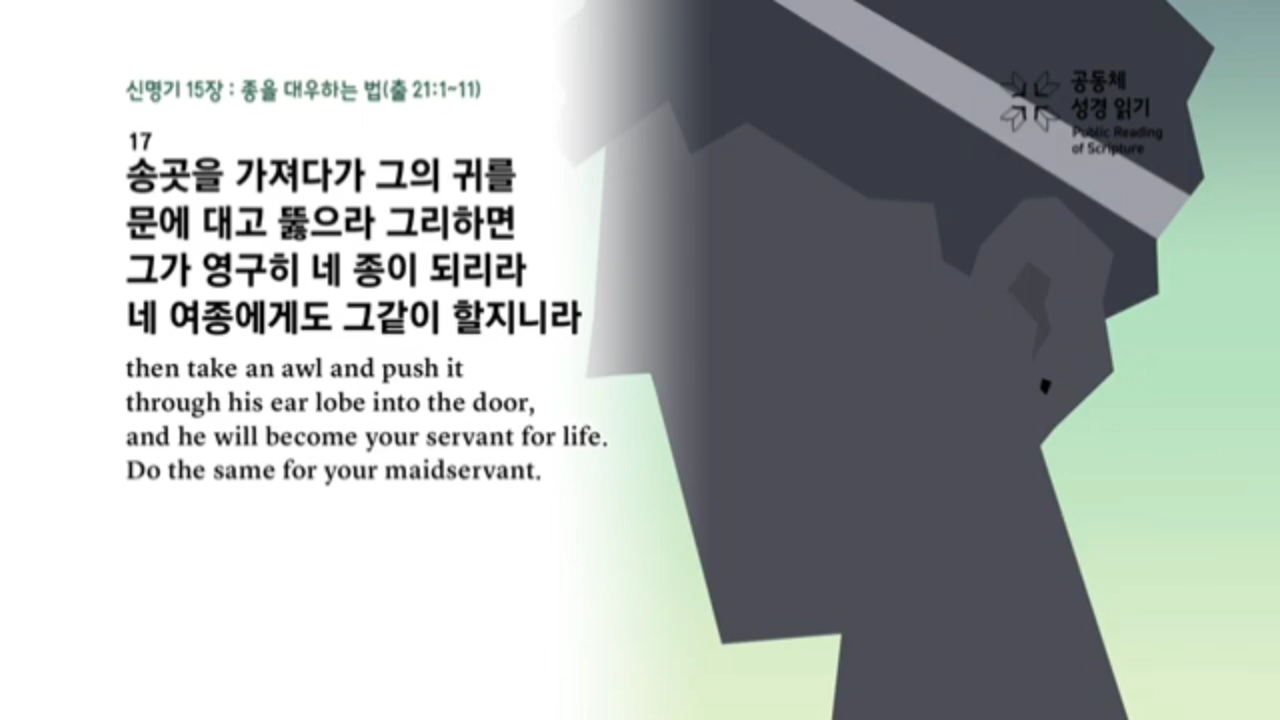 신명기 15장 : 종을 대우하는 법(출 21:1~11)
17
송곳을 가져다가 그의 귀를
문에 대고 뚫으라 그리하면
그가 영구히 네 종이 되리라
네 여종에게도 그같이 할지니라
then take an awl and push it
through his ear lobe into the door,
and he will become your servant for life.
Do the same for your maidservant.
공동체
성경 읽기
Public Reading
of Scripture